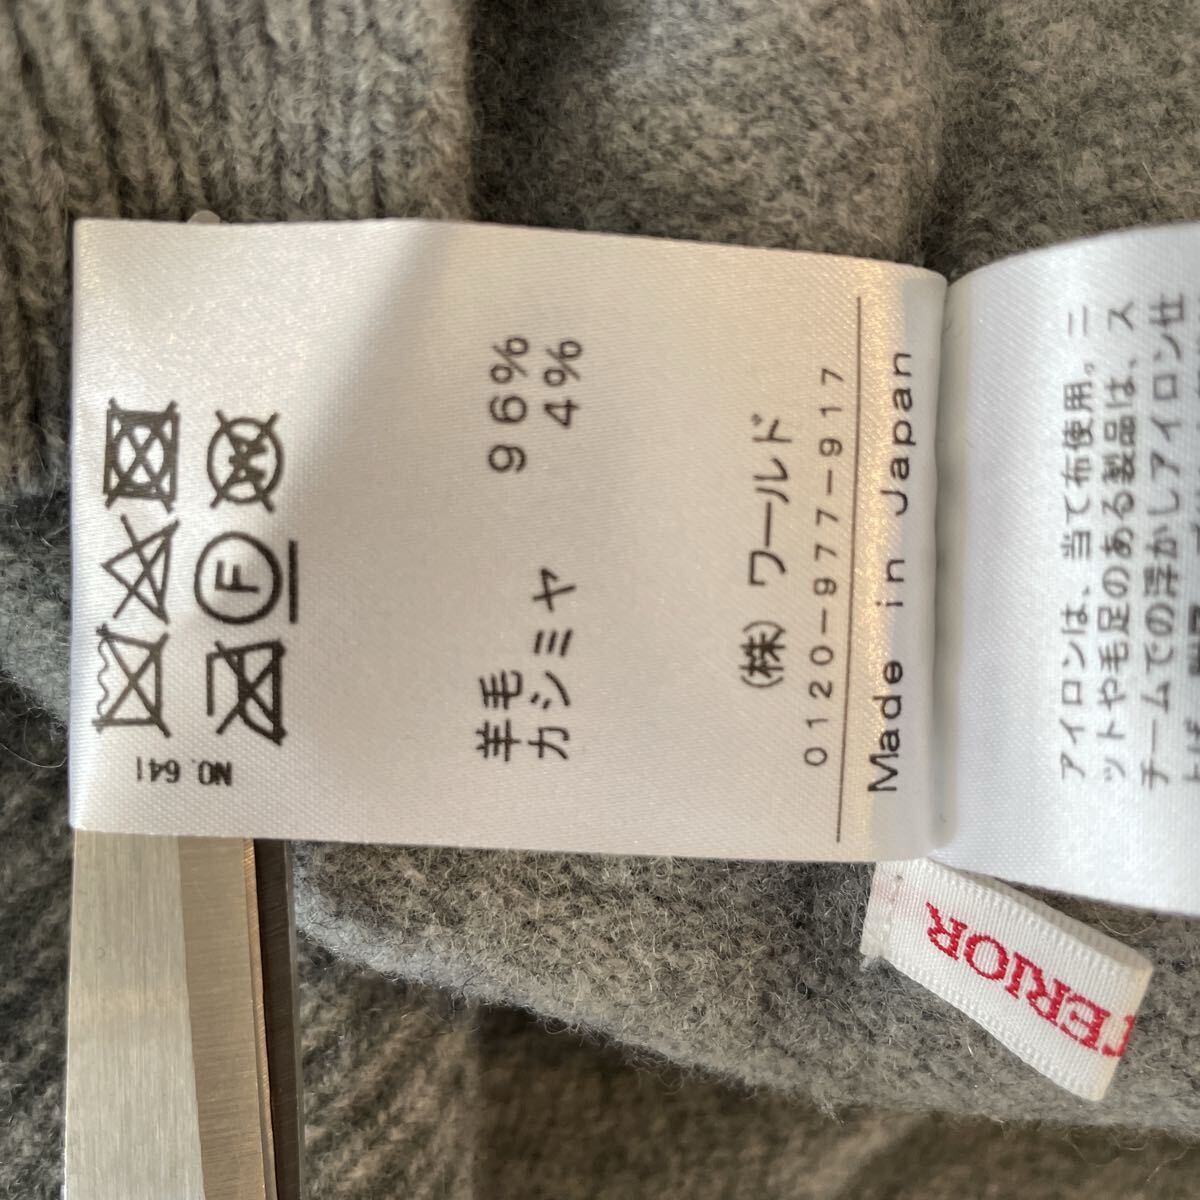 NO. 641
F
W
羊毛 96%
カシミヤ 4%
(株) ワールド
0120-977-917
Made in Japan
アイロンは、当て布使用。ニ
ットや毛足のある製品は、ス
チームでの浮かしアイロン仕
TERIOR